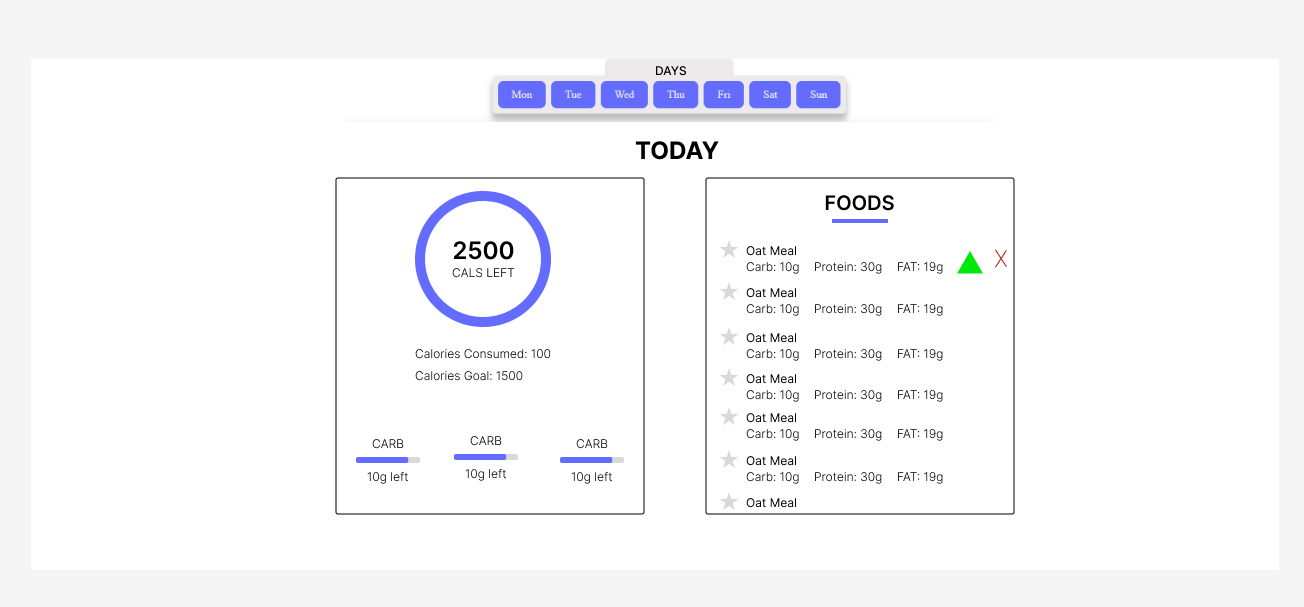 DAYS
Mon Tue Wed Thu Fri Sat Sun
TODAY
2500
CALS LEFT
Calories Consumed: 100
Calories Goal: 1500
CARB CARB CARB
10g left 10g left 10g left
FOODS
Oat Meal
Carb: 10g Protein: 30g FAT: 19g X
Oat Meal
Carb: 10g Protein: 30g FAT: 19g
Oat Meal
Carb: 10g Protein: 30g FAT: 19g
Oat Meal
Carb: 10g Protein: 30g FAT: 19g
Oat Meal
Carb: 10g Protein: 30g FAT: 19g
Oat Meal
Carb: 10g Protein: 30g FAT: 19g
Oat Meal